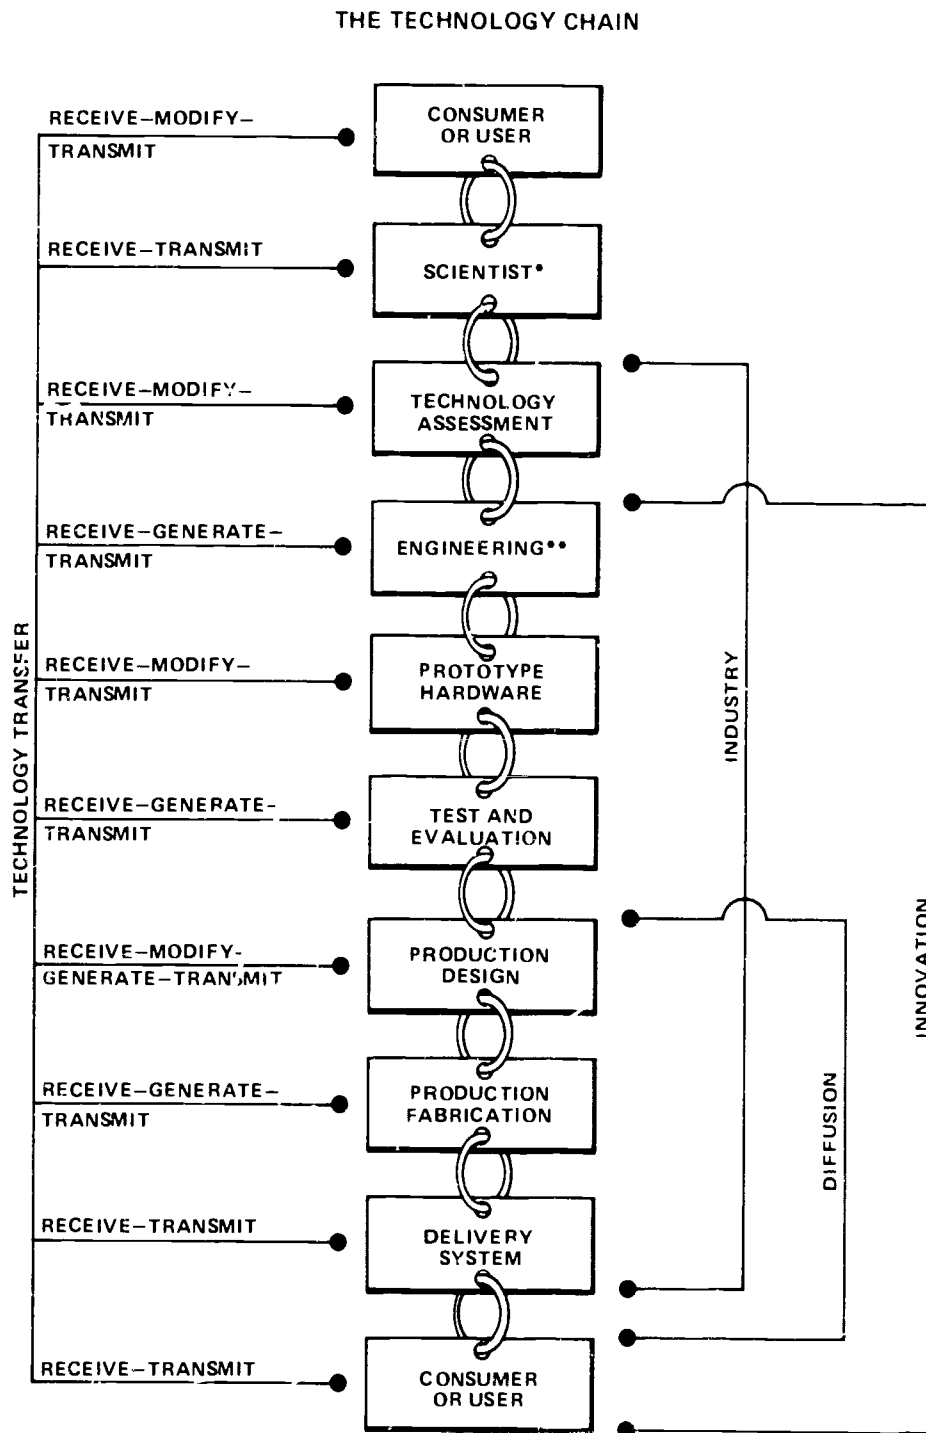 THE TECHNOLOGY CHAIN
RECEIVE–MODIFY–
TRANSMIT
CONSUMER
OR USER
RECEIVE–TRANSMIT
SCIENTIST*
RECEIVE–MODIFY–
TRANSMIT
TECHNOLOGY
ASSESSMENT
RECEIVE–GENERATE–
TRANSMIT
ENGINEERING**
RECEIVE–MODIFY–
TRANSMIT
PROTOTYPE
HARDWARE
RECEIVE–GENERATE–
TRANSMIT
TEST AND
EVALUATION
RECEIVE–MODIFY-
GENERATE–TRANSMIT
PRODUCTION
DESIGN
RECEIVE–GENERATE–
TRANSMIT
PRODUCTION
FABRICATION
RECEIVE–TRANSMIT
DELIVERY
SYSTEM
RECEIVE–TRANSMIT
CONSUMER
OR USER
TECHNOLOGY TRANSFER
INDUSTRY
DIFFUSION
INNOVATION